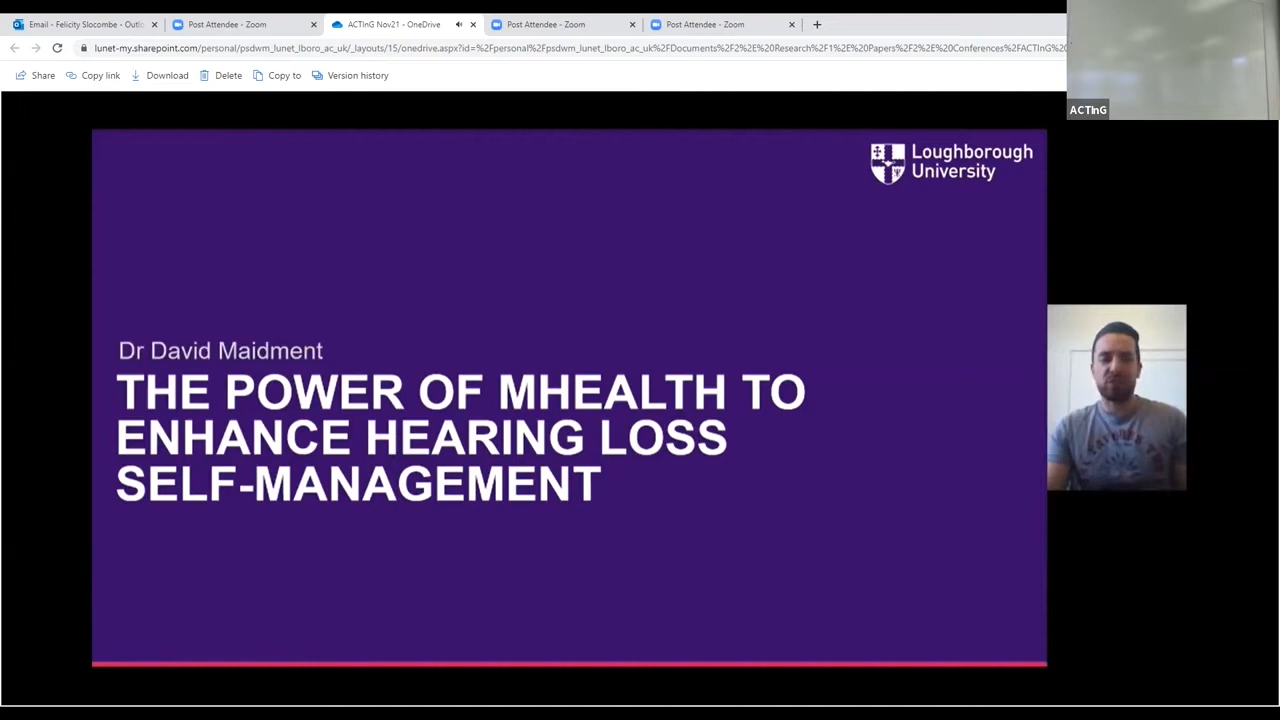 Email - Felicity Slocombe - Outlo
Post Attendee - Zoom
ACTInG Nov21 - OneDrive
Post Attendee - Zoom
Post Attendee - Zoom
lunet-my.sharepoint.com/personal/psdwm_lunet_lboro_ac_uk/_layouts/15/onedrive.aspx?id=%2Fpersonal%2Fpsdwm_lunet_lboro_ac_uk%2FDocuments%2F2%2E%20Research%2F1%2E%20Papers%2F2%2E%20Conferences%2FACTInG%20
Share
Copy link
Download
Delete
Copy to
Version history
ACTInG
Loughborough
University
Dr David Maidment
THE POWER OF MHEALTH TO
ENHANCE HEARING LOSS
SELF-MANAGEMENT